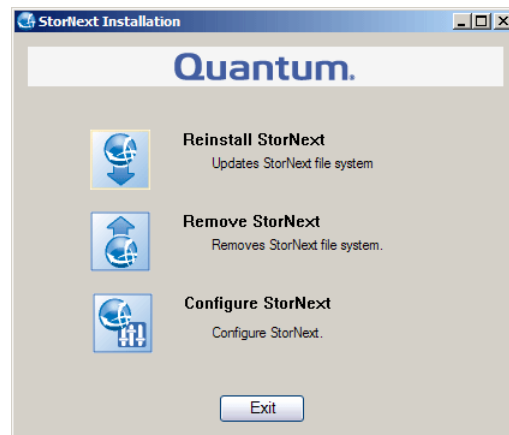 StorNext Installation
Quantum.
Reinstall StorNext
Updates StorNext file system
Remove StorNext
Removes StorNext file system.
Configure StorNext
Configure StorNext.
Exit